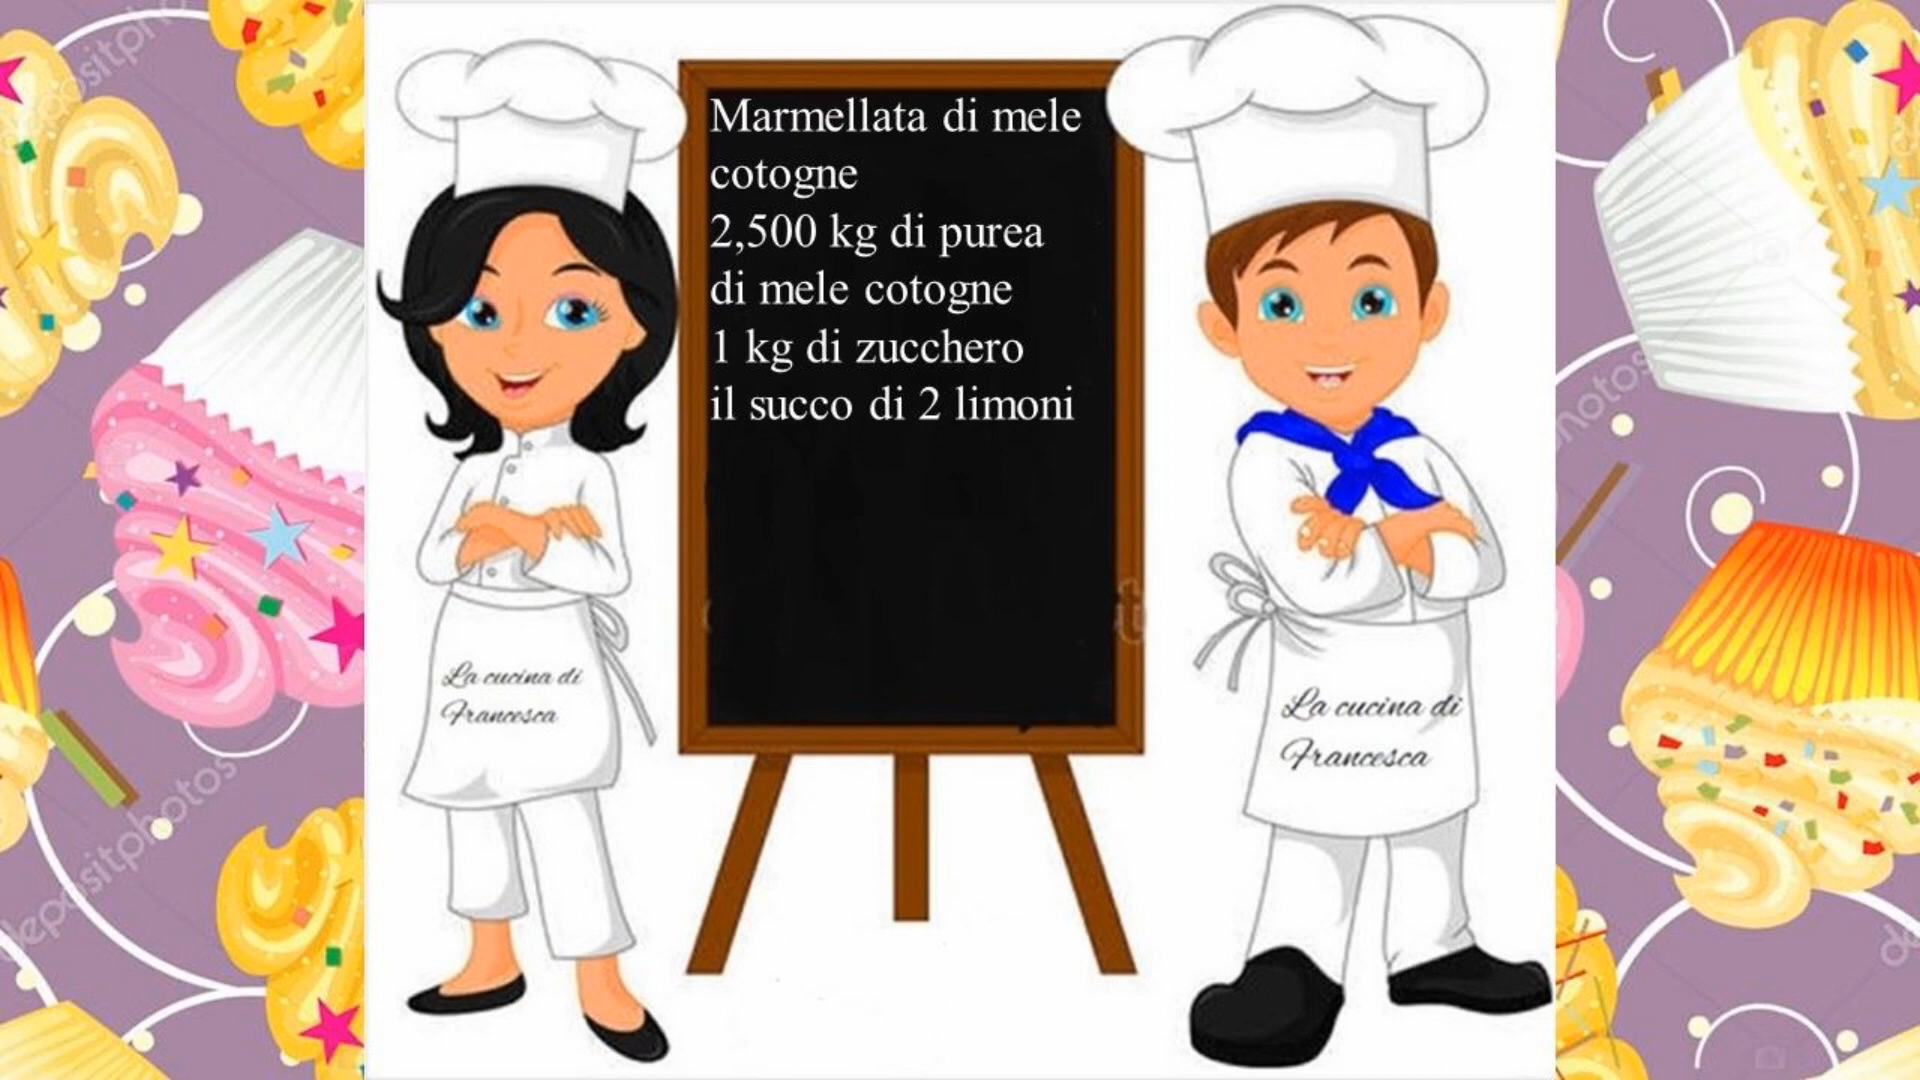 Marmellata di mele
cotogne
2,500 kg di purea
di mele cotogne
1 kg di zucchero
il succo di 2 limoni
La cucina di
Francesca
La cucina di
Francesca
depositphotos